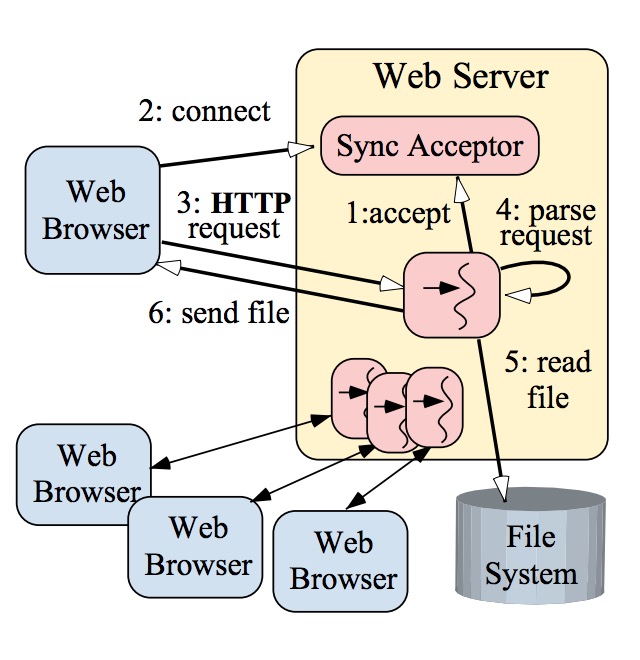 Web Server
2: connect
Sync Acceptor
Web
Browser
3: HTTP
request
1:accept
4: parse
request
6: send file
5: read
file
Web
Browser
Web
Browser
Web
Browser
File
System